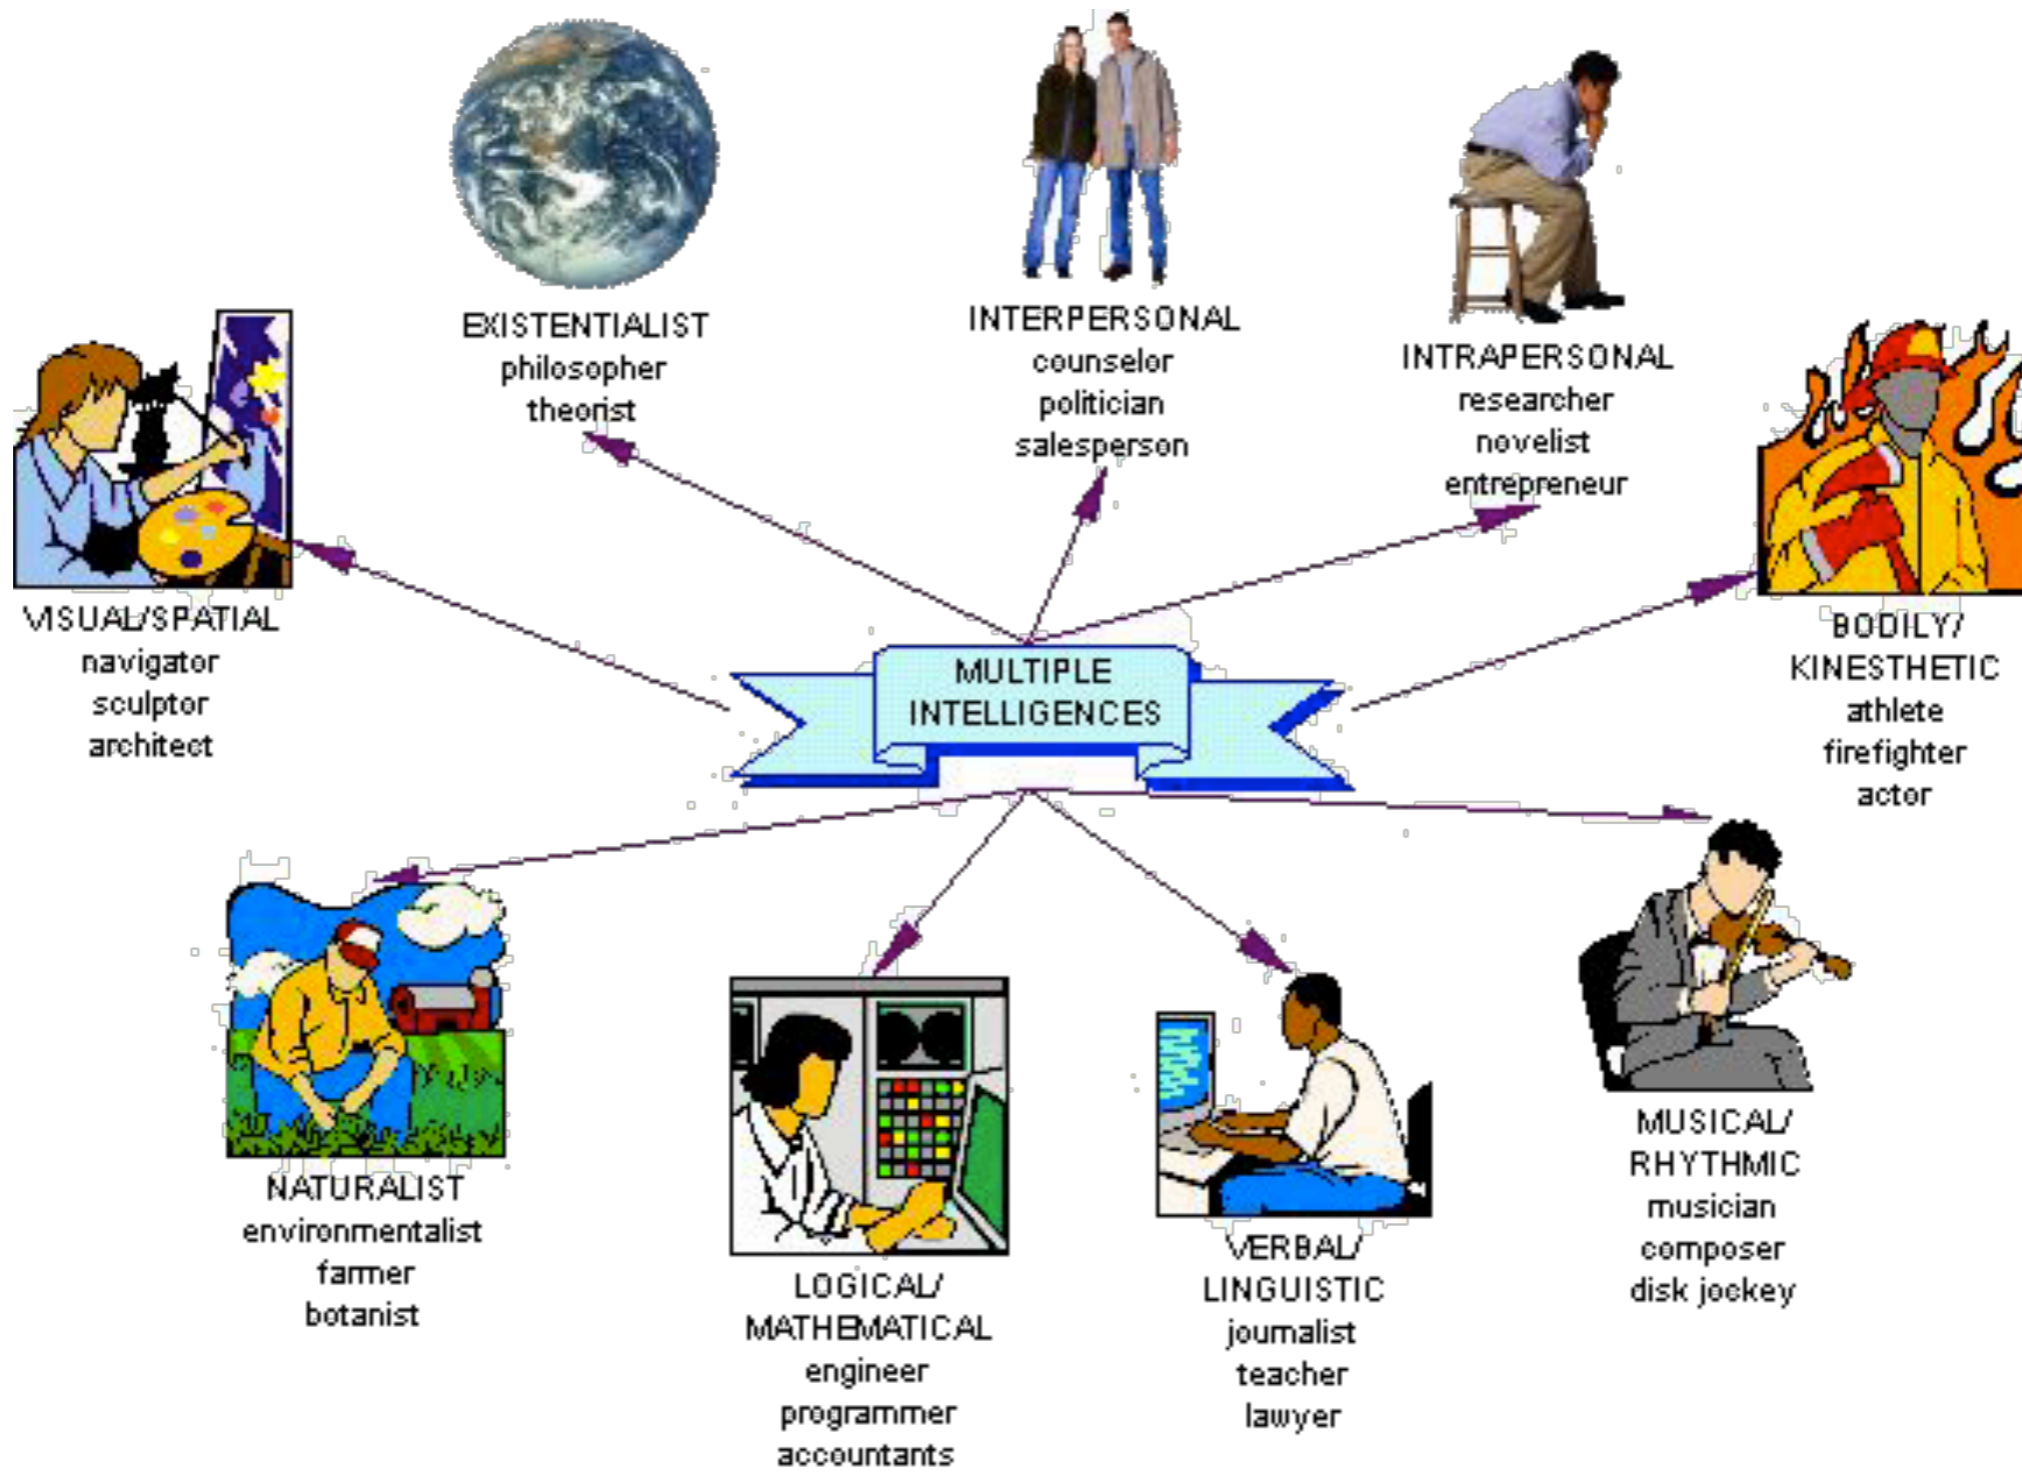 EXISTENTIALIST
philosopher
theorist
INTERPERSONAL
counselor
politician
salesperson
INTRAPERSONAL
researcher
novelist
entrepreneur
VISUAL/SPATIAL
navigator
sculptor
architect
MULTIPLE
INTELLIGENCES
BODILY/
KINESTHETIC
athlete
firefighter
actor
NATURALIST
environmentalist
farmer
botanist
LOGICAL/
MATHEMATICAL
engineer
programmer
accountants
VERBAL/
LINGUISTIC
journalist
teacher
lawyer
MUSICAL/
RHYTHMIC
musician
composer
disk jockey